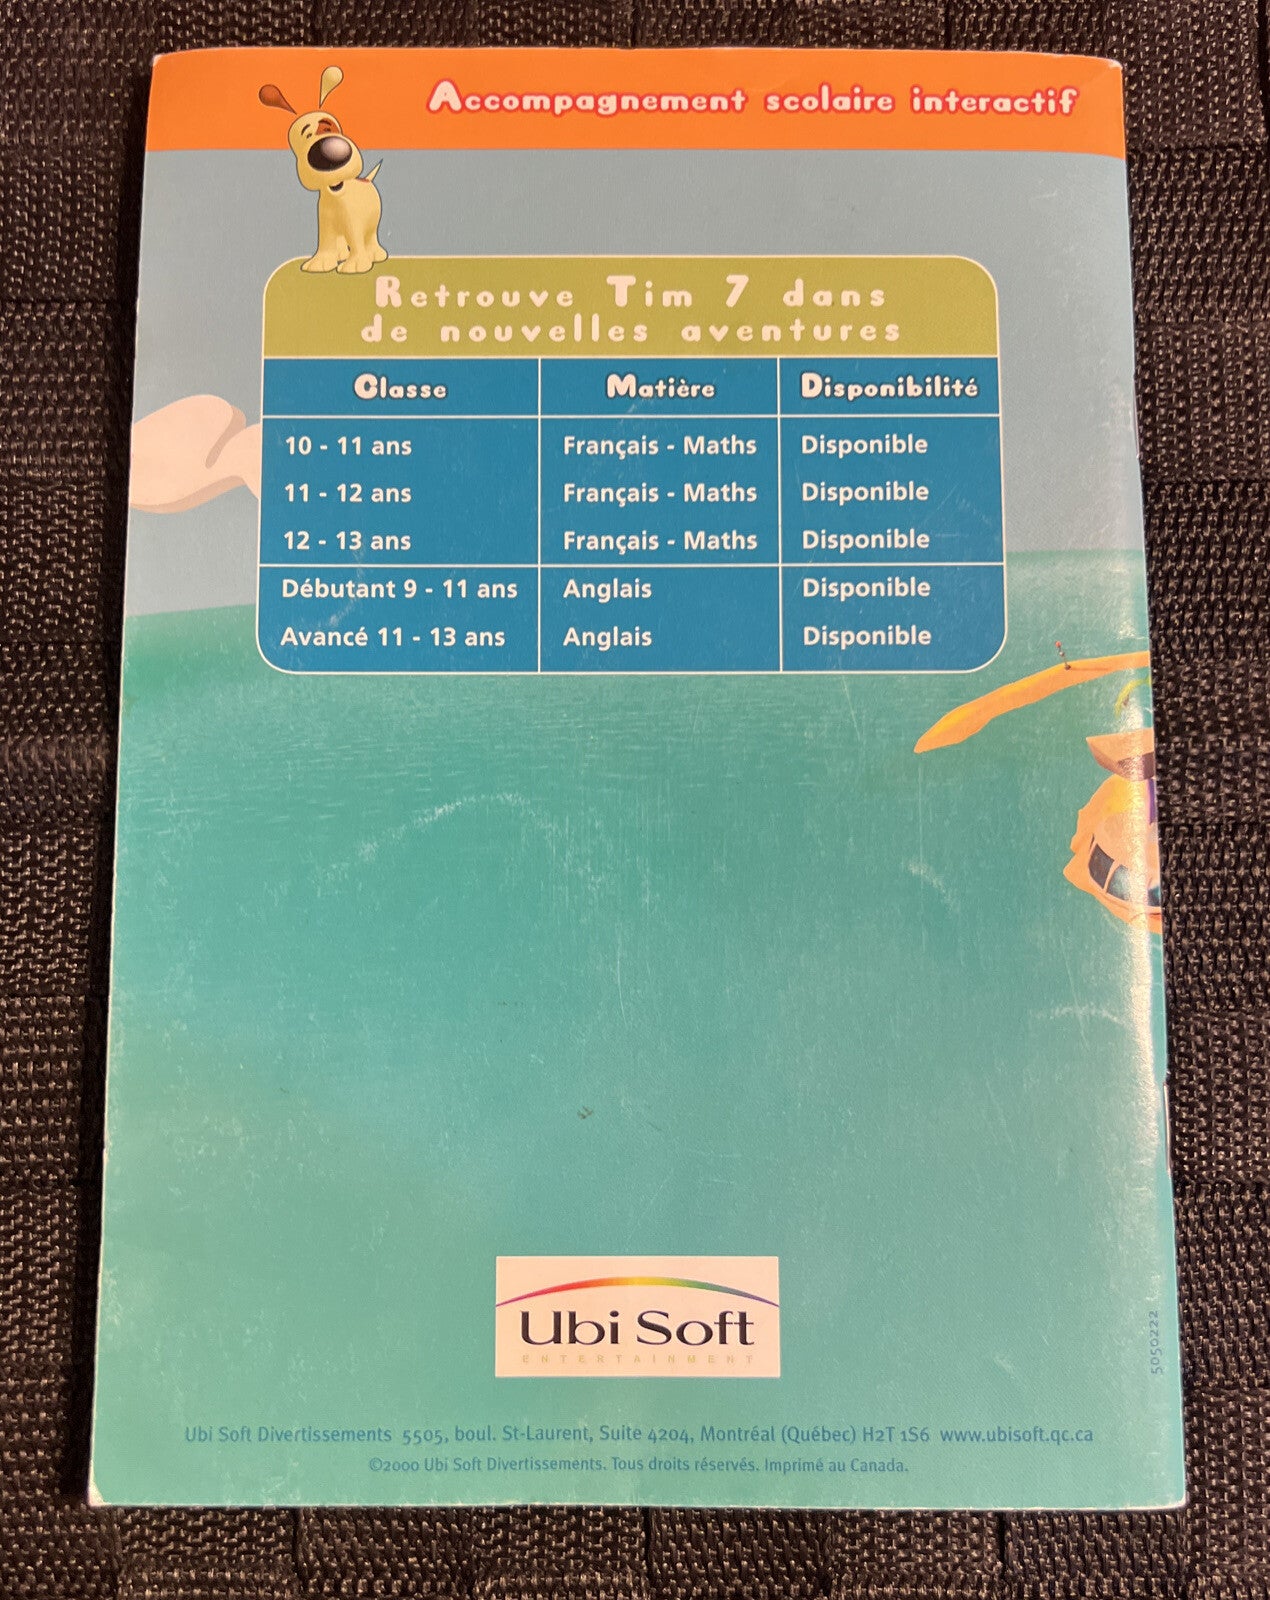 Accompagnement scolaire interactif
Retrouve Tim 7 dans
de nouvelles aventures
Classe Matière Disponibilité
10 - 11 ans Français - Maths Disponible
11 - 12 ans Français - Maths Disponible
12 - 13 ans Français - Maths Disponible
Débutant 9 - 11 ans Anglais Disponible
Avancé 11 - 13 ans Anglais Disponible
Ubi Soft
ENTERTAINMENT
5050222
Ubi Soft Divertissements 5505, boul. St-Laurent, Suite 4204, Montréal (Québec) H2T 1S6 www.ubisoft.qc.ca
©2000 Ubi Soft Divertissements. Tous droits réservés. Imprimé au Canada.